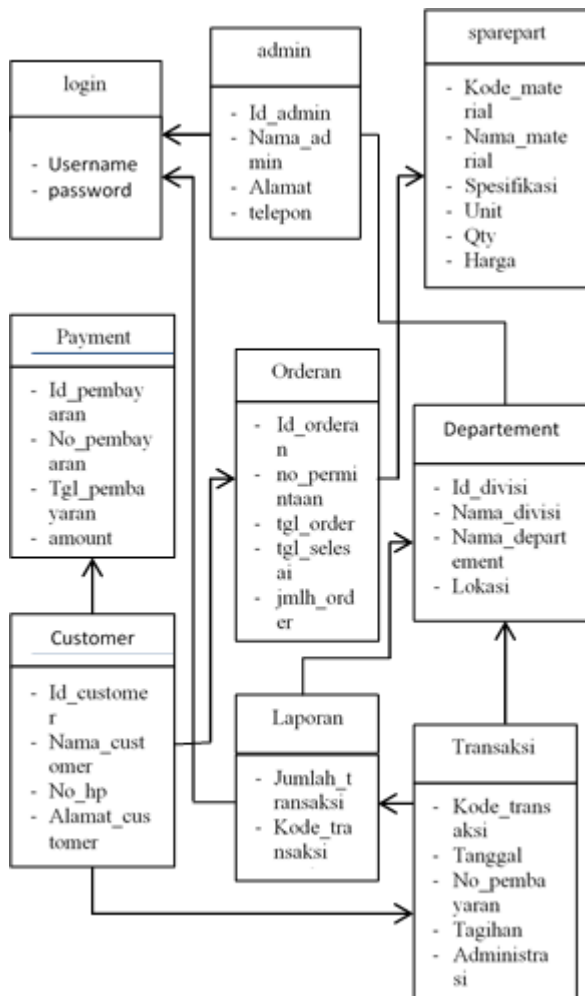 login
- Username
- password
admin
- Id_admin
- Nama_ad
min
- Alamat
- telepon
sparepart
- Kode_mate
rial
- Nama_mate
rial
- Spesifikasi
- Unit
- Qty
- Harga
Payment
- Id_pembay
aran
- No_pembay
aran
- Tgl_pemba
yaran
- amount
Orderan
- Id_ordera
n
- no_permi
ntaan
- tgl_order
- tgl_seles
ai
- jmlh_ord
er
Departement
- Id_divisi
- Nama_divisi
- Nama_depart
ement
- Lokasi
Customer
- Id_custome
r
- Nama_cust
omer
- No_hp
- Alamat_cus
tomer
Laporan
- Jumlah_t
ransaksi
- Kode_tra
nsaksi
Transaksi
- Kode_trans
aksi
- Tanggal
- No_pemba
yaran
- Tagihan
- Administra
si